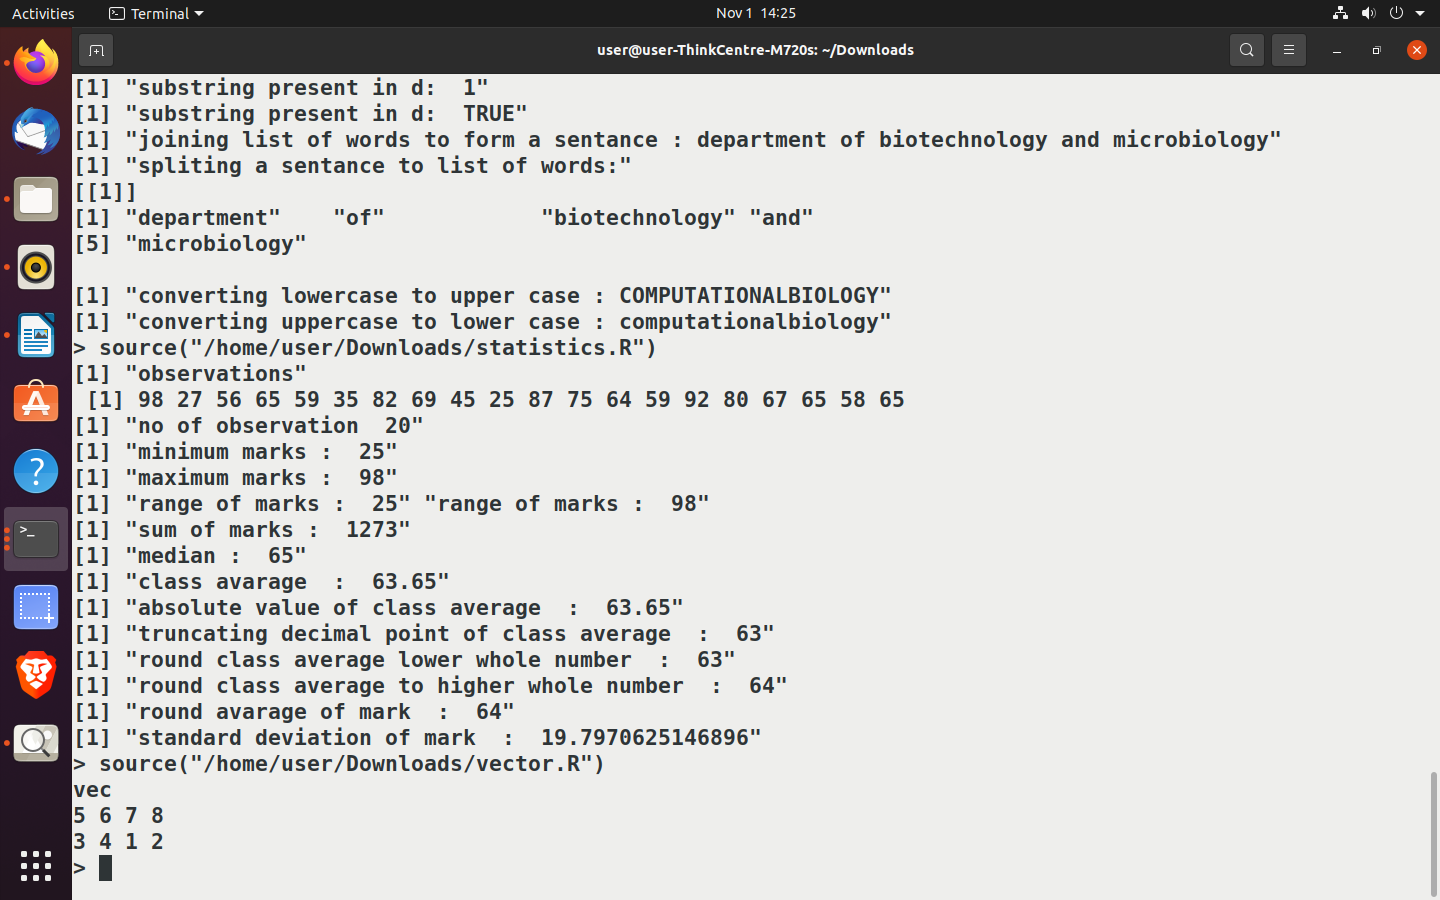 Activities Terminal Nov 1 14:25
user@user-ThinkCentre-M720s: ~/Downloads
[1] "substring present in d:  1"
[1] "substring present in d:  TRUE"
[1] "joining list of words to form a sentance : department of biotechnology and microbiology"
[1] "spliting a sentance to list of words:"
[[1]]
[1] "department"    "of"            "biotechnology" "and"
[5] "microbiology"
[1] "converting lowercase to upper case : COMPUTATIONALBIOLOGY"
[1] "converting uppercase to lower case : computationalbiology"
> source("/home/user/Downloads/statistics.R")
[1] "observations"
 [1] 98 27 56 65 59 35 82 69 45 25 87 75 64 59 92 80 67 65 58 65
[1] "no of observation  20"
[1] "minimum marks :  25"
[1] "maximum marks :  98"
[1] "range of marks :  25" "range of marks :  98"
[1] "sum of marks :  1273"
[1] "median :  65"
[1] "class avarage  :  63.65"
[1] "absolute value of class average  :  63.65"
[1] "truncating decimal point of class average  :  63"
[1] "round class average lower whole number  :  63"
[1] "round class average to higher whole number  :  64"
[1] "round avarage of mark  :  64"
[1] "standard deviation of mark  :  19.7970625146896"
> source("/home/user/Downloads/vector.R")
vec
5 6 7 8
3 4 1 2
>